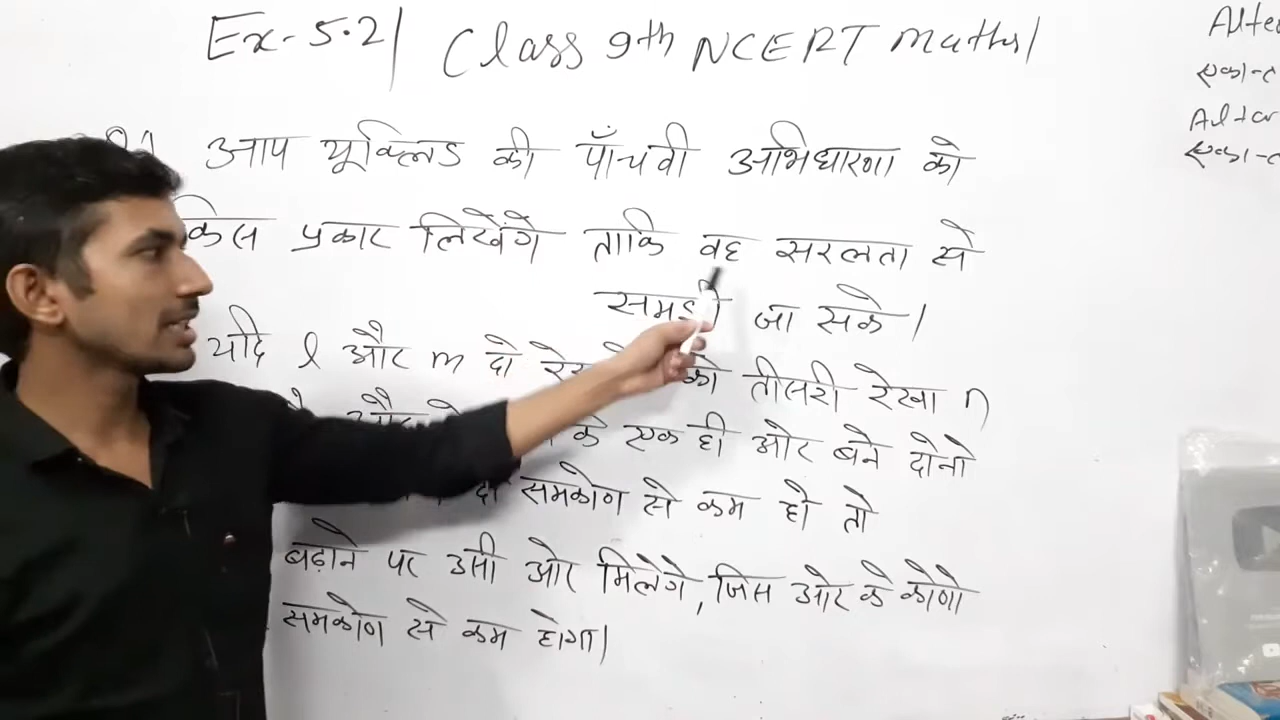 Ex-5.2| Class 9th NCERT maths|
आप यूक्लिड की पाँचवी अभिधारणा को
किस प्रकार लिखेंगे ताकि वह सरलता से
समझी जा सके।
यदि l और m दो को तीसरी रेखा n
और के एक ही ओर बने दोनो
दो समकोण से कम हो तो
बढ़ाने पर उसी ओर मिलेगे, जिस ओर के कोणो
समकोण से कम होगा।